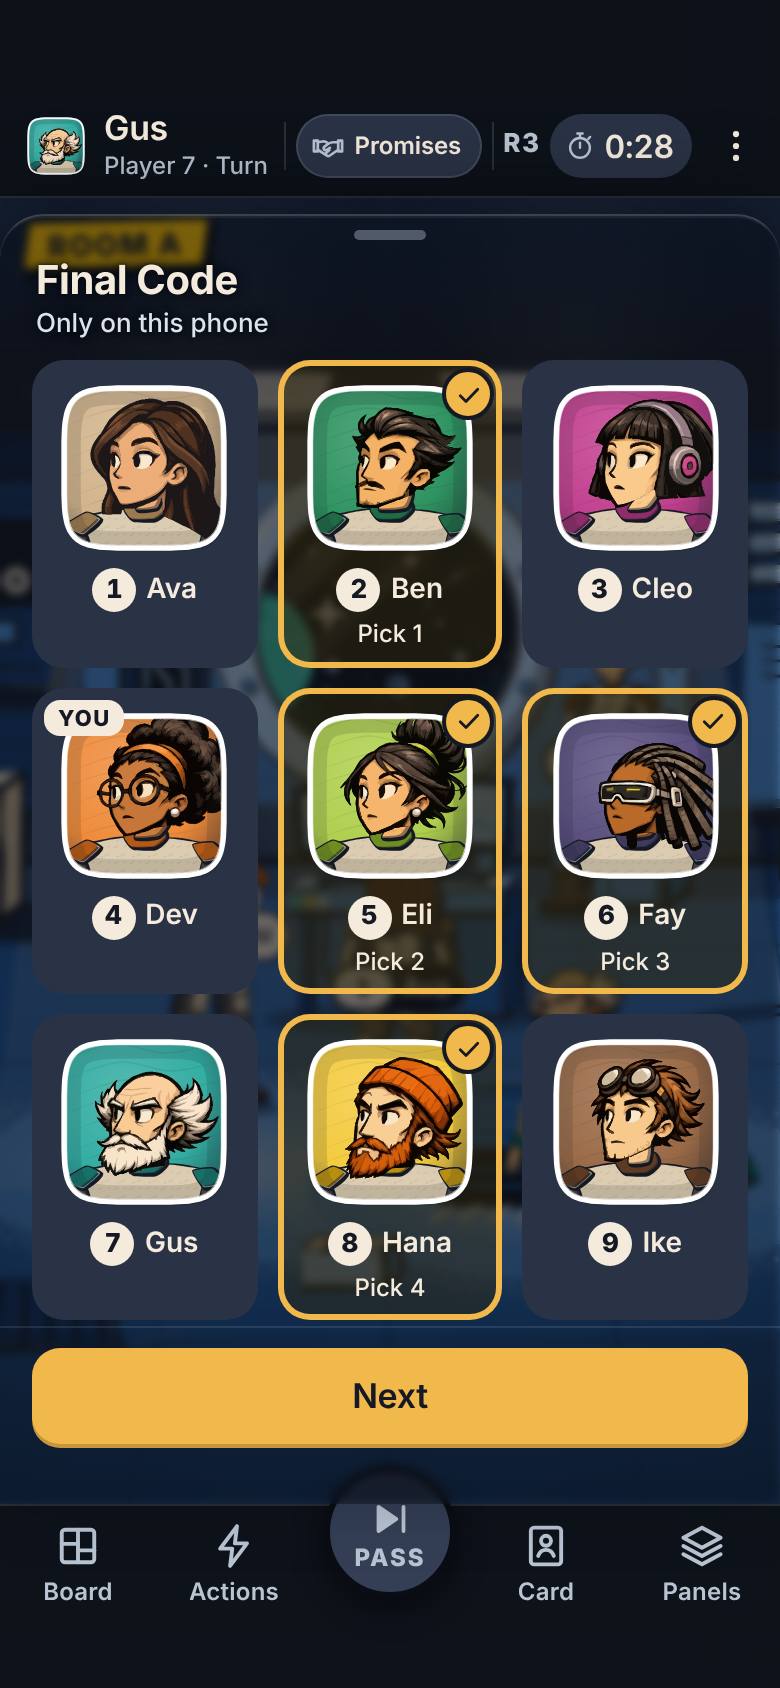 Gus
Player 7 · Turn
Promises
R3
0:28
ROOM A
Final Code
Only on this phone
1 Ava
2 Ben
Pick 1
3 Cleo
YOU
4 Dev
5 Eli
Pick 2
6 Fay
Pick 3
7 Gus
8 Hana
Pick 4
9 Ike
Next
Board
Actions
PASS
Card
Panels